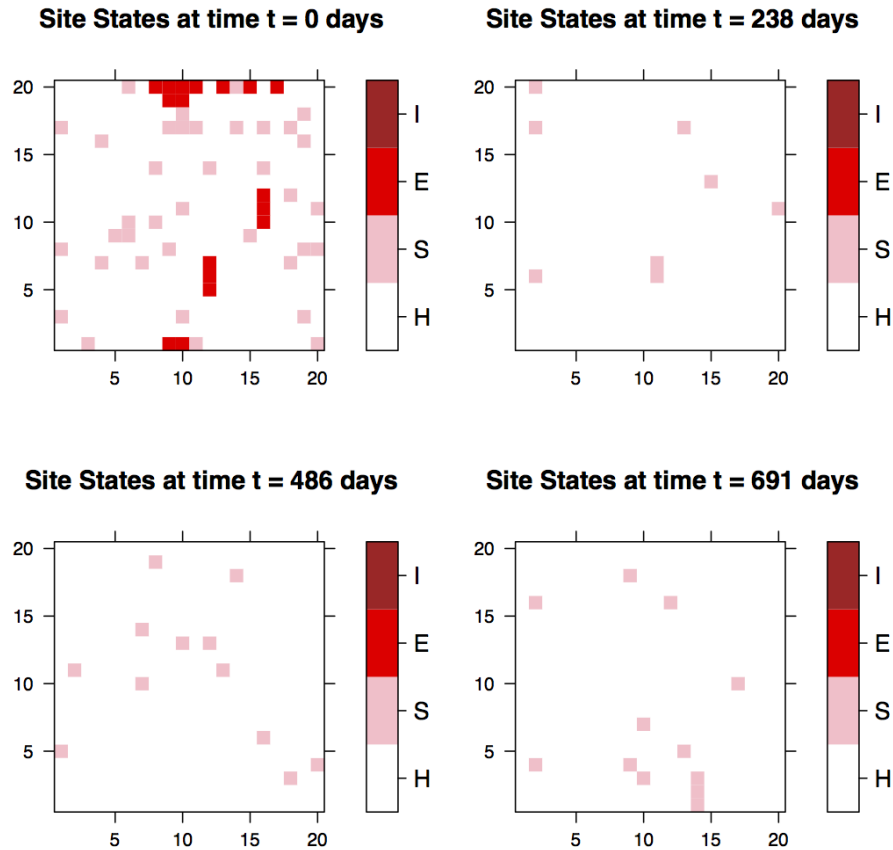 Site States at time t = 0 days
20
15
10
5
5 10 15 20
I
E
S
H
Site States at time t = 238 days
20
15
10
5
5 10 15 20
I
E
S
H
Site States at time t = 486 days
20
15
10
5
5 10 15 20
I
E
S
H
Site States at time t = 691 days
20
15
10
5
5 10 15 20
I
E
S
H